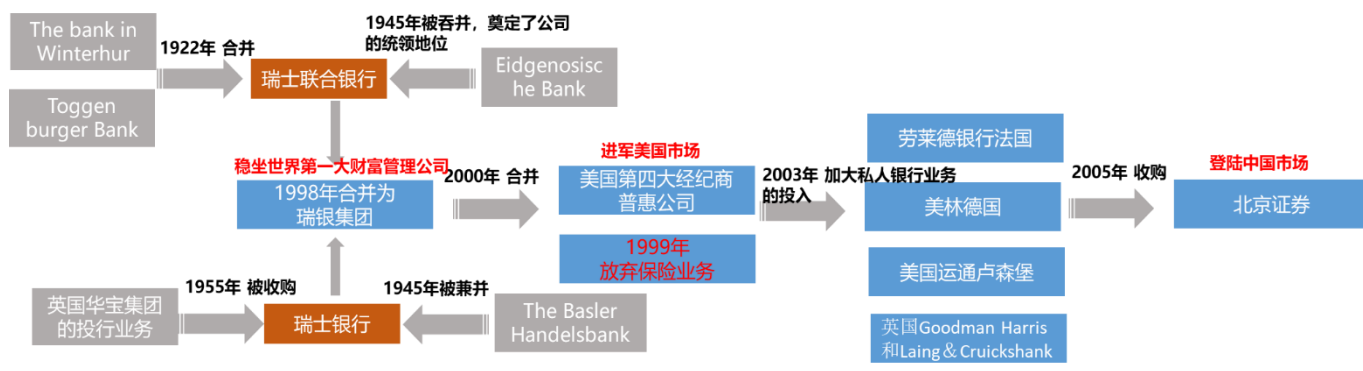 The bank in
Winterhur
1922年 合并
Toggen
burger Bank
瑞士联合银行
1945年被吞并，奠定了公司
的统领地位
Eidgenosisc
he Bank
稳坐世界第一大财富管理公司
1998年合并为
瑞银集团
2000年 合并
进军美国市场
美国第四大经纪商
普惠公司
1999年
放弃保险业务
2003年 加大私人银行业务
的投入
劳莱德银行法国
美林德国
美国运通卢森堡
英国Goodman Harris
和Laing＆Cruickshank
2005年 收购
登陆中国市场
北京证券
英国华宝集团
的投行业务
1955年 被收购
瑞士银行
1945年被兼并
The Basler
Handelsbank